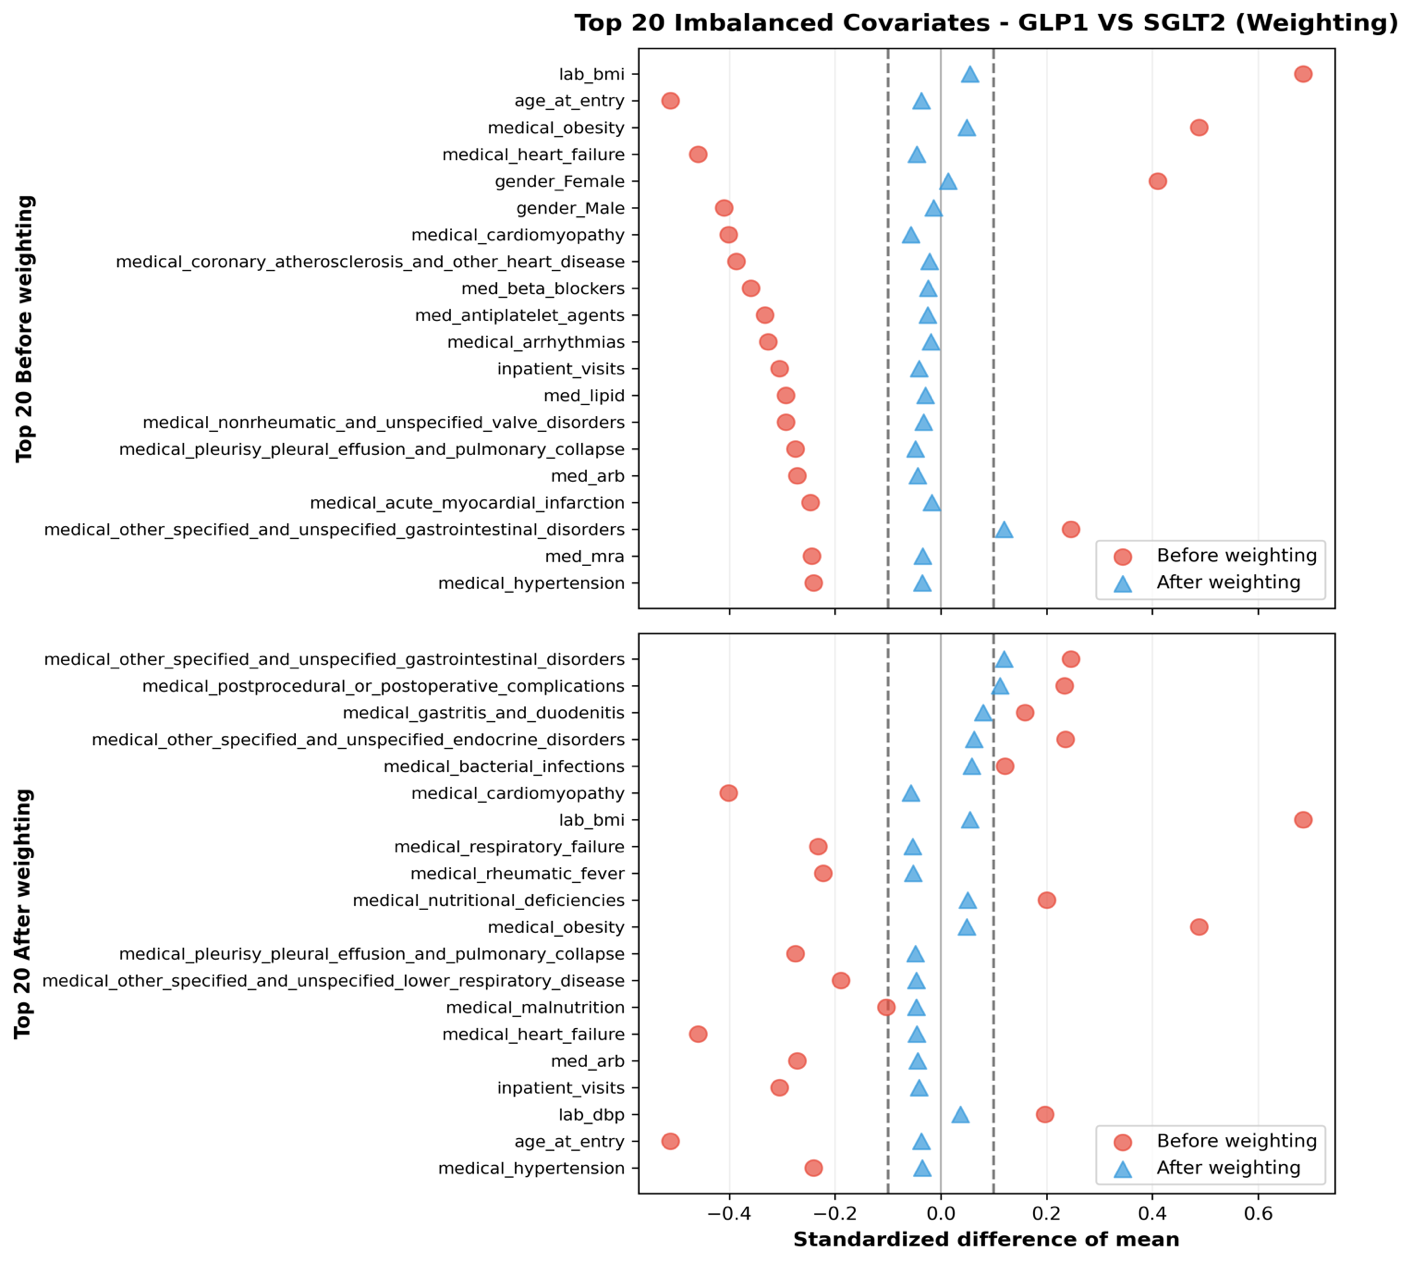 Top 20 Imbalanced Covariates - GLP1 VS SGLT2 (Weighting)
Top 20 Before weighting
lab_bmi
age_at_entry
medical_obesity
medical_heart_failure
gender_Female
gender_Male
medical_cardiomyopathy
medical_coronary_atherosclerosis_and_other_heart_disease
med_beta_blockers
med_antiplatelet_agents
medical_arrhythmias
inpatient_visits
med_lipid
medical_nonrheumatic_and_unspecified_valve_disorders
medical_pleurisy_pleural_effusion_and_pulmonary_collapse
med_arb
medical_acute_myocardial_infarction
medical_other_specified_and_unspecified_gastrointestinal_disorders
med_mra
medical_hypertension
Before weighting
After weighting
Top 20 After weighting
medical_other_specified_and_unspecified_gastrointestinal_disorders
medical_postprocedural_or_postoperative_complications
medical_gastritis_and_duodenitis
medical_other_specified_and_unspecified_endocrine_disorders
medical_bacterial_infections
medical_cardiomyopathy
lab_bmi
medical_respiratory_failure
medical_rheumatic_fever
medical_nutritional_deficiencies
medical_obesity
medical_pleurisy_pleural_effusion_and_pulmonary_collapse
medical_other_specified_and_unspecified_lower_respiratory_disease
medical_malnutrition
medical_heart_failure
med_arb
inpatient_visits
lab_dbp
age_at_entry
medical_hypertension
Before weighting
After weighting
−0.4 −0.2 0.0 0.2 0.4 0.6
Standardized difference of mean